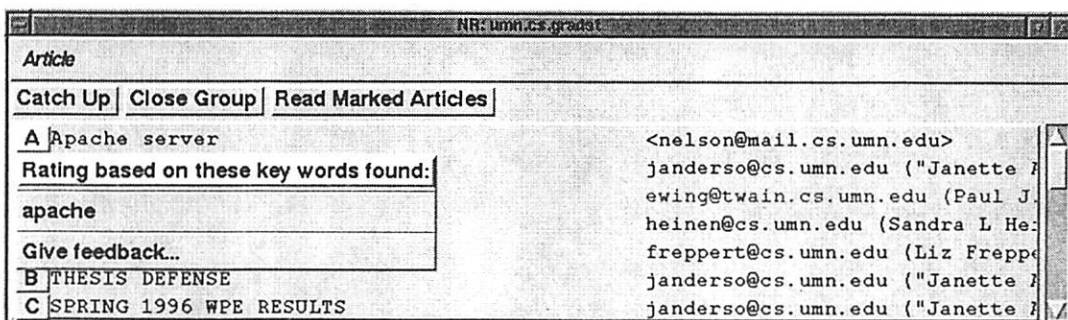 NR: umn.cs.gradst
Article
Catch Up Close Group Read Marked Articles
A Apache server <nelson@mail.cs.umn.edu>
Rating based on these key words found: janderso@cs.umn.edu ("Janette
ewing@twain.cs.umn.edu (Paul J.
apache
heinen@cs.umn.edu (Sandra L
Give feedback... freppert@cs.umn.edu (Liz
B THESIS DEFENSE janderso@cs.umn.edu ("Janette
C SPRING 1996 WPE RESULTS janderso@cs.umn.edu ("Janette